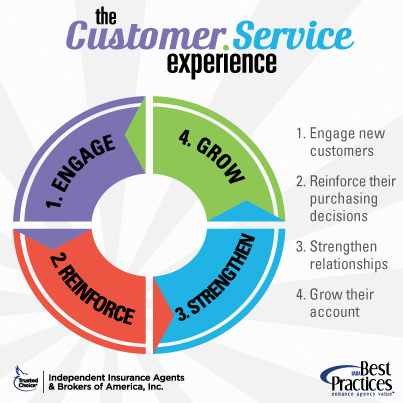 the
Customer.Service
experience
1. ENGAGE
4. GROW
2. REINFORCE
3. STRENGTHEN
1. Engage new
customers
2. Reinforce their
purchasing
decisions
3. Strengthen
relationships
4. Grow their
account
Trusted
Choice®
Independent Insurance Agents
& Brokers of America, Inc.
IIABA
Best
Practices
enhance agency value™